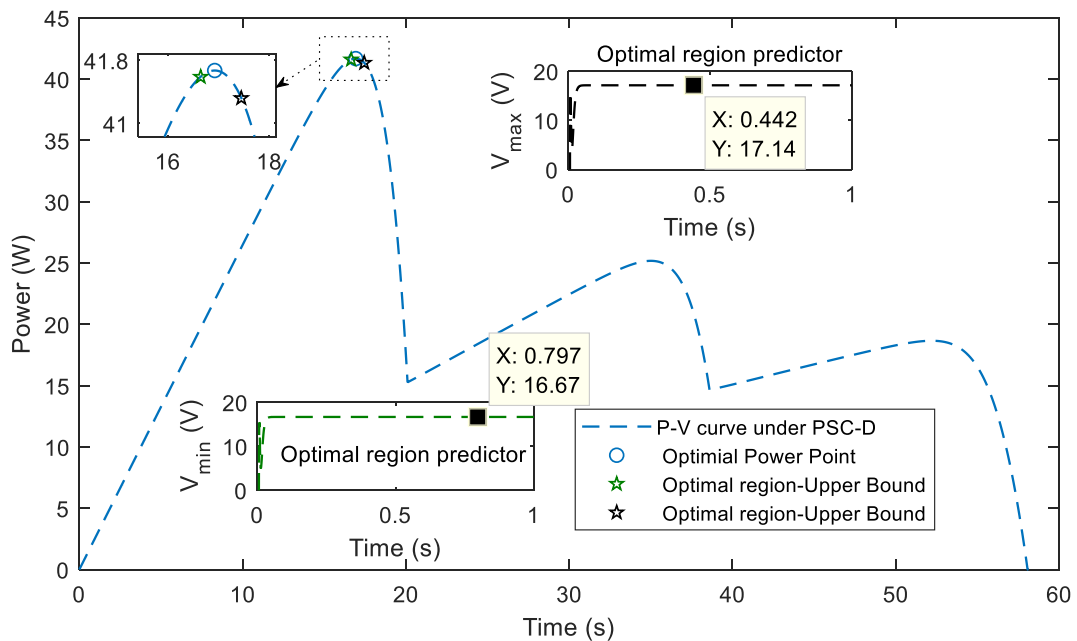 45
40
35
30
25
20
15
10
5
0
Power (W)
0
10
20
30
40
50
60
Time (s)
41.8
41
16
18
Optimal region predictor
20
10
0
V_max (V)
X: 0.442
Y: 17.14
0
0.5
1
Time (s)
X: 0.797
Y: 16.67
20
10
0
V_min (V)
Optimal region predictor
0
0.5
1
Time (s)
P-V curve under PSC-D
Optimial Power Point
Optimal region-Upper Bound
Optimal region-Upper Bound